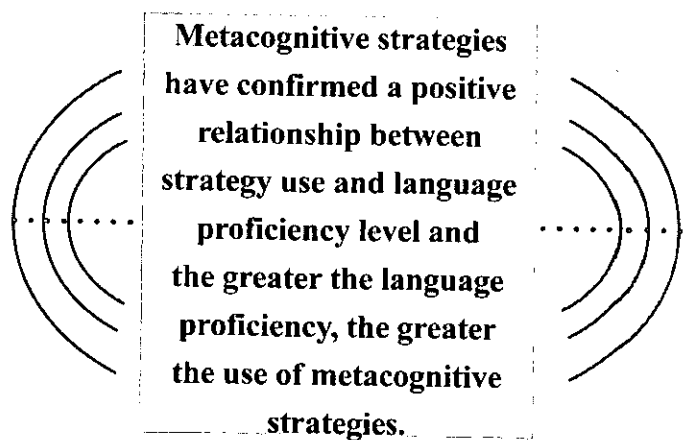 Metacognitive strategies
have confirmed a positive
relationship between
strategy use and language
proficiency level and
the greater the language
proficiency, the greater
the use of metacognitive
strategies.